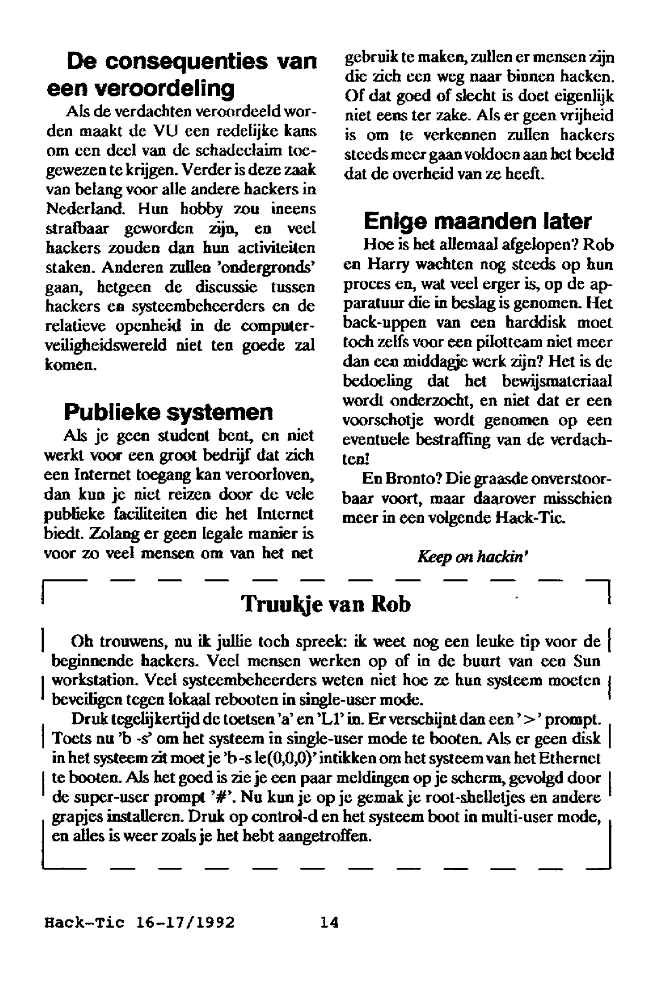 De consequenties van
een veroordeling
Als de verdachten veroordeeld wor-
den maakt de VU een redelijke kans
om een deel van de schadeclaim toe-
gewezen te krijgen. Verder is deze zaak
van belang voor alle andere hackers in
Nederland. Hun hobby zou ineens
strafbaar geworden zijn, en veel
hackers zouden dan hun activiteiten
staken. Anderen zullen 'ondergronds'
gaan, hetgeen de discussie tussen
hackers en systeembeheerders en de
relatieve openheid in de computer-
veiligheidswereld niet ten goede zal
komen.
Publieke systemen
Als je geen student bent, en niet
werkt voor een groot bedrijf dat zich
een Internet toegang kan veroorloven,
dan kun je niet reizen door de vele
publieke faciliteiten die het Internet
biedt. Zolang er geen legale manier is
voor zo veel mensen om van het net
gebruik te maken, zullen er mensen zijn
die zich een weg naar binnen hacken.
Of dat goed of slecht is doet eigenlijk
niet eens ter zake. Als er geen vrijheid
is om te verkennen zullen hackers
steeds meer gaan voldoen aan het beeld
dat de overheid van ze heeft.
Enige maanden later
Hoe is het allemaal afgelopen? Rob
en Harry wachten nog steeds op hun
proces en, wat veel erger is, op de ap-
paratuur die in beslag is genomen. Het
back-uppen van een harddisk moet
toch zelfs voor een pilotteam niet meer
dan een middagje werk zijn? Het is de
bedoeling dat het bewijsmateriaal
wordt onderzocht, en niet dat er een
voorschotje wordt genomen op een
eventuele bestraffing van de verdach-
ten!
En Bronto? Die graasde onverstoor-
baar voort, maar daarover misschien
meer in een volgende Hack-Tic.
Keep on hackin'
Truukje van Rob
Oh trouwens, nu ik jullie toch spreek: ik weet nog een leuke tip voor de
beginnende hackers. Veel mensen werken op of in de buurt van een Sun
workstation. Veel systeembeheerders weten niet hoe ze hun systeem moeten
beveiligen tegen lokaal rebooten in single-user mode.
Druk tegelijkertijd de toetsen 'a' en 'L1' in. Er verschijnt dan een '>' prompt.
Toets nu 'b -s' om het systeem in single-user mode te booten. Als er geen disk
in het systeem zit moet je 'b -s le(0,0,0)' intikken om het systeem van het Ethernet
te booten. Als het goed is zie je een paar meldingen op je scherm, gevolgd door
de super-user prompt '#'. Nu kun je op je gemak je root-shelletjes en andere
grapjes installeren. Druk op control-d en het systeem boot in multi-user mode,
en alles is weer zoals je het hebt aangetroffen.
Hack-Tic 16-17/1992 14